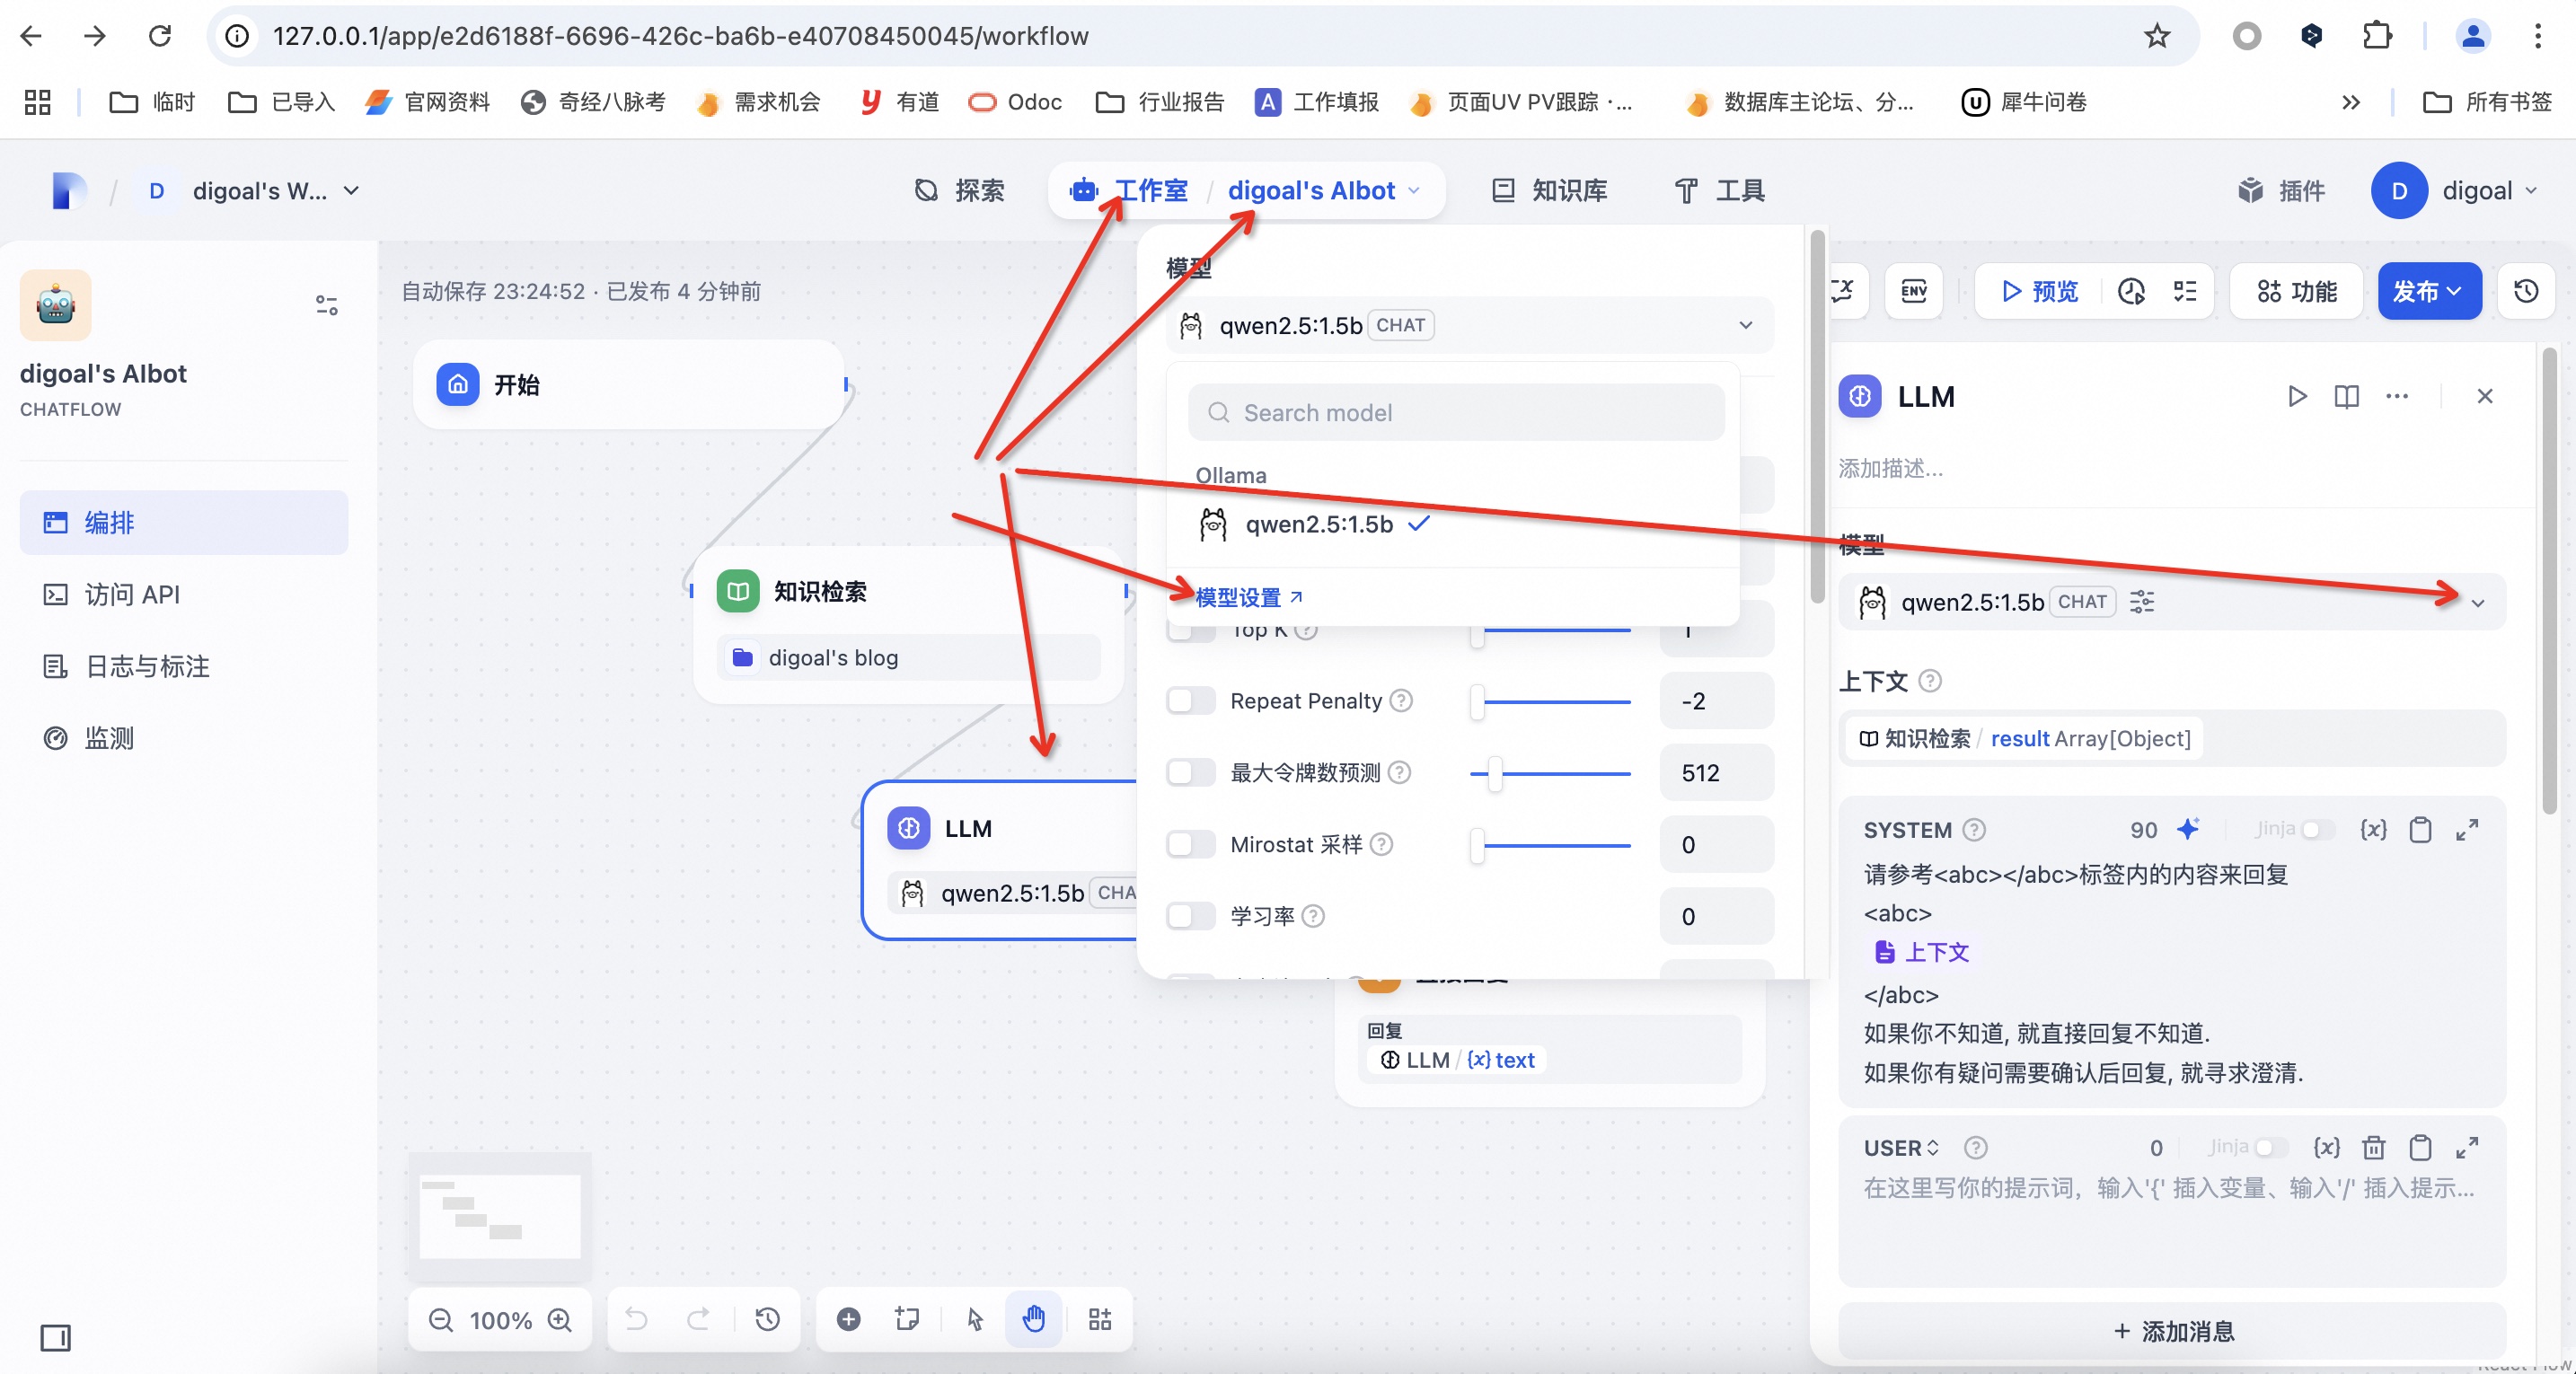 127.0.0.1/app/e2d6188f-6696-426c-ba6b-e40708450045/workflow
临时 已导入 官网资料 奇经八脉考 需求机会 有道 Odoc 行业报告 A 工作填报 页面UV PV跟踪 ·... 数据库主论坛、分... 犀牛问卷 所有书签
D digoal's W... 探索 工作室 / digoal's AIbot 知识库 工具 插件 D digoal
digoal's AIbot
CHATFLOW
编排
访问 API
日志与标注
监测
自动保存 23:24:52 · 已发布 4 分钟前
ENV 预览 功能 发布
开始
知识检索
digoal's blog
LLM
qwen2.5:1.5b CHA
模型
qwen2.5:1.5b CHAT
Search model
Ollama
qwen2.5:1.5b
模型设置
Top K 1
Repeat Penalty -2
最大令牌数预测 512
Mirostat 采样 0
学习率 0
回复
LLM / {x} text
LLM
添加描述...
模型
qwen2.5:1.5b CHAT
上下文
知识检索 / result Array[Object]
SYSTEM 90 Jinja {x}
请参考<abc></abc>标签内的内容来回复
<abc>
上下文
</abc>
如果你不知道, 就直接回复不知道.
如果你有疑问需要确认后回复, 就寻求澄清.
USER 0 Jinja {x}
在这里写你的提示词，输入'{' 插入变量、输入'/' 插入提示...
+ 添加消息
100%